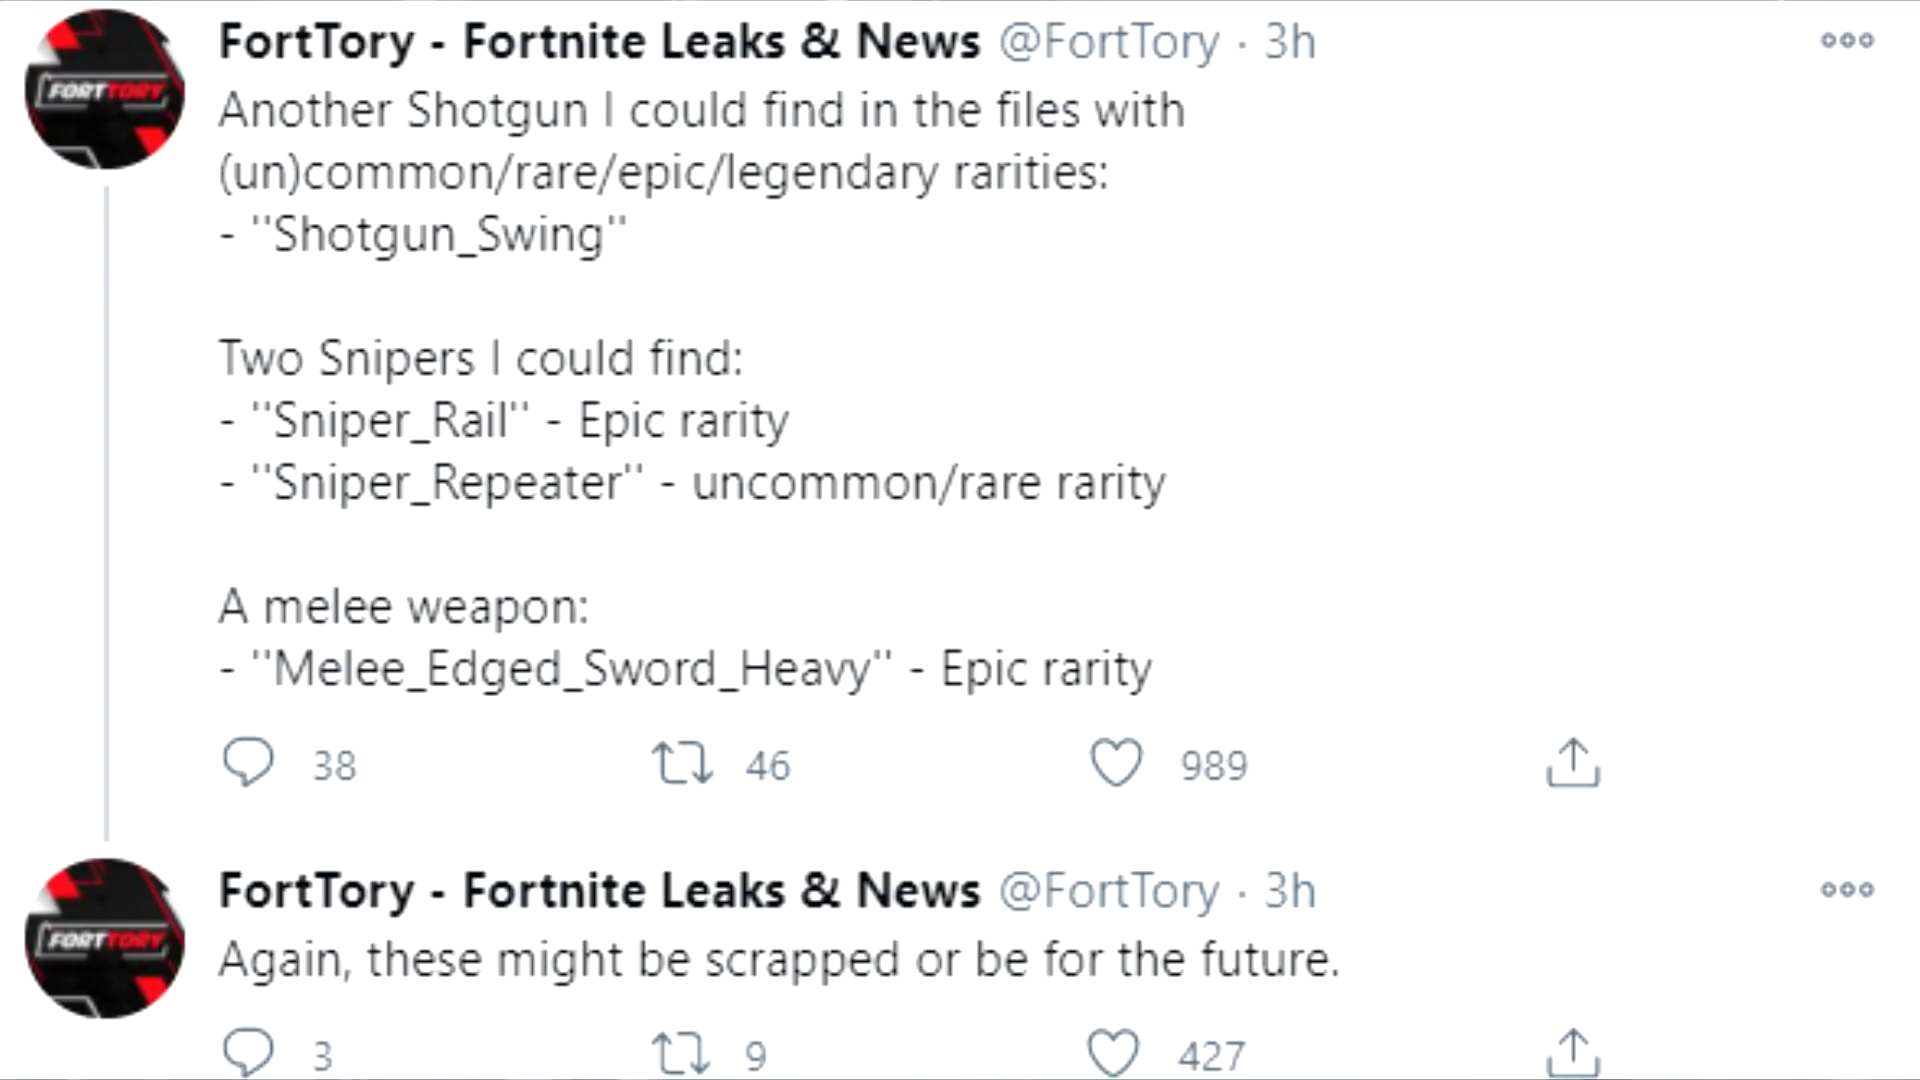 FortTory - Fortnite Leaks & News @FortTory · 3h
FORTTORY
Another Shotgun I could find in the files with
(un)common/rare/epic/legendary rarities:
- ''Shotgun_Swing''
Two Snipers I could find:
- ''Sniper_Rail'' - Epic rarity
- ''Sniper_Repeater'' - uncommon/rare rarity
A melee weapon:
- ''Melee_Edged_Sword_Heavy'' - Epic rarity
38 46 989
FortTory - Fortnite Leaks & News @FortTory · 3h
FORTTORY
Again, these might be scrapped or be for the future.
3 9 427